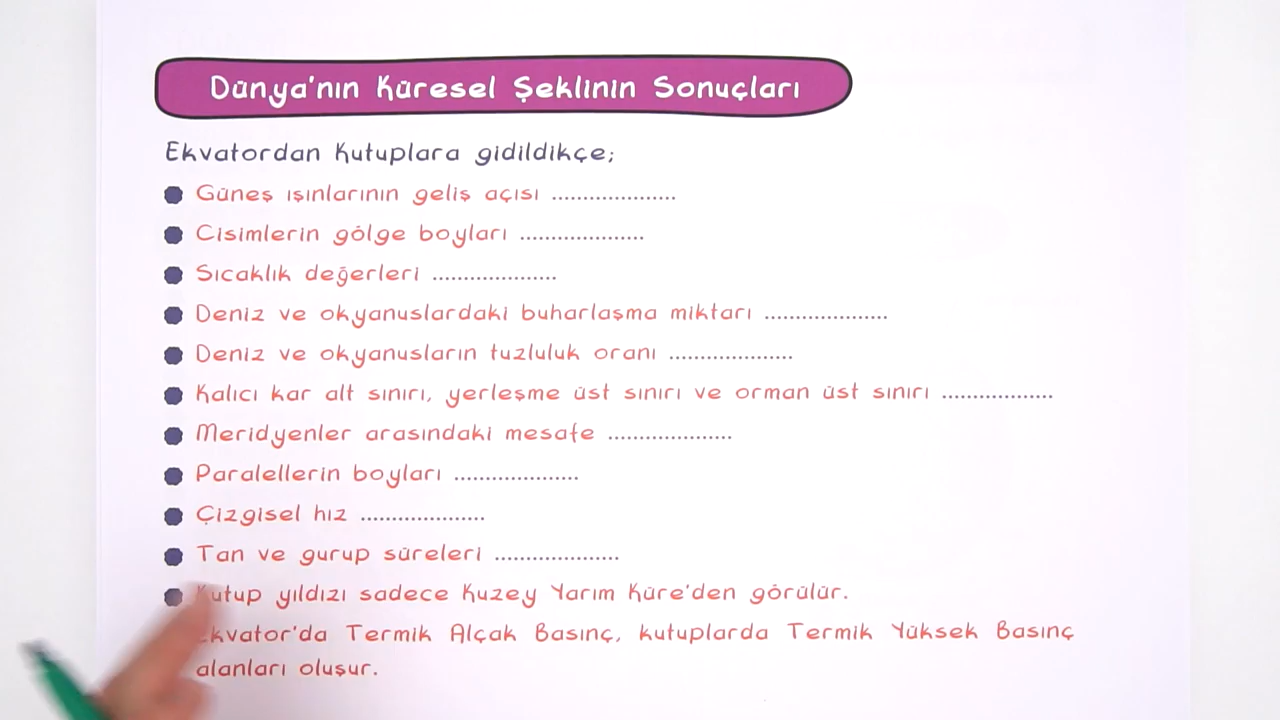 Dünya'nın Küresel Şeklinin Sonuçları
Ekvatordan Kutuplara gidildikçe;
Güneş ışınlarının geliş açısı ....................
Cisimlerin gölge boyları ....................
Sıcaklık değerleri ....................
Deniz ve okyanuslardaki buharlaşma miktarı ....................
Deniz ve okyanusların tuzluluk oranı ....................
Kalıcı kar alt sınırı, yerleşme üst sınırı ve orman üst sınırı ..................
Meridyenler arasındaki mesafe ....................
Paralellerin boyları ....................
Çizgisel hız ....................
Tan ve gurup süreleri ....................
Kutup yıldızı sadece Kuzey Yarım Küre'den görülür.
Ekvator'da Termik Alçak Basınç, kutuplarda Termik Yüksek Basınç
alanları oluşur.